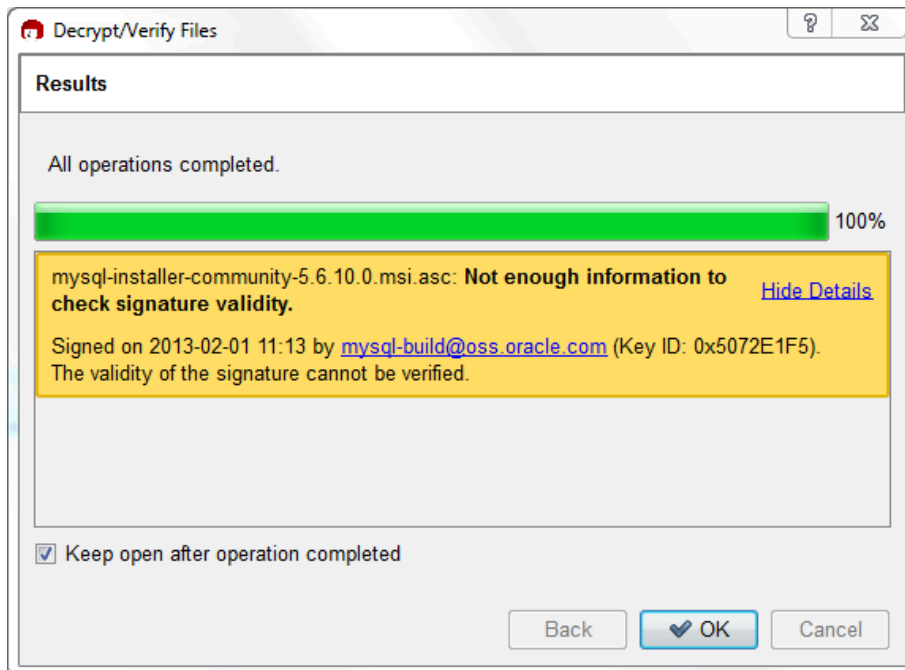 Decrypt/Verify Files
Results
All operations completed.
100%
mysql-installer-community-5.6.10.0.msi.asc: Not enough information to
check signature validity.
Hide Details
Signed on 2013-02-01 11:13 by mysql-build@oss.oracle.com (Key ID: 0x5072E1F5).
The validity of the signature cannot be verified.
Keep open after operation completed
Back
OK
Cancel